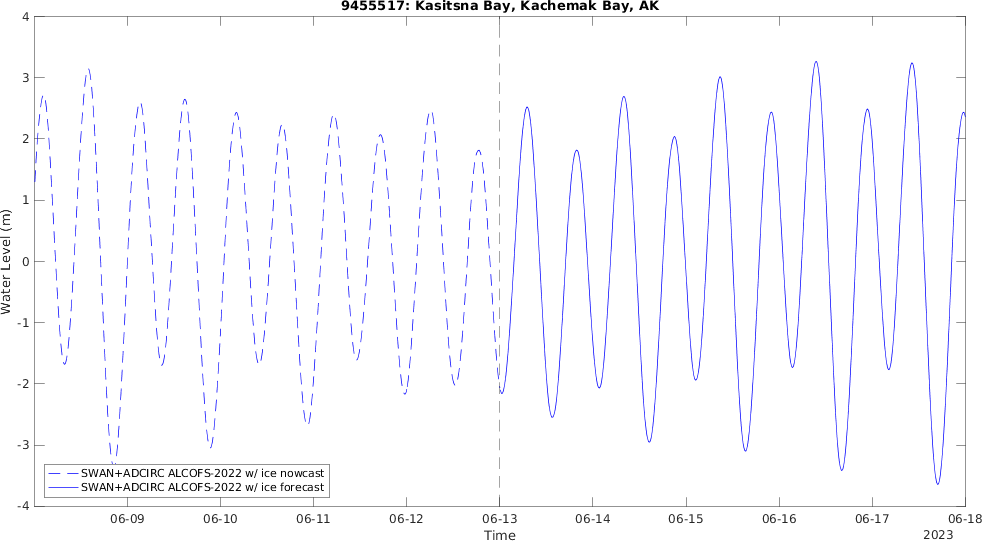 9455517: Kasitsna Bay, Kachemak Bay, AK
4
3
2
1
0
-1
-2
-3
-4
Water Level (m)
SWAN+ADCIRC ALCOFS-2022 w/ ice nowcast
SWAN+ADCIRC ALCOFS-2022 w/ ice forecast
06-09 06-10 06-11 06-12 06-13 06-14 06-15 06-16 06-17 06-18
Time
2023